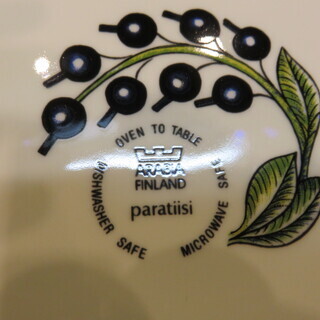 OVEN TO TABLE
ARABIA
FINLAND
paratiisi
DISHWASHER SAFE
MICROWAVE SAFE